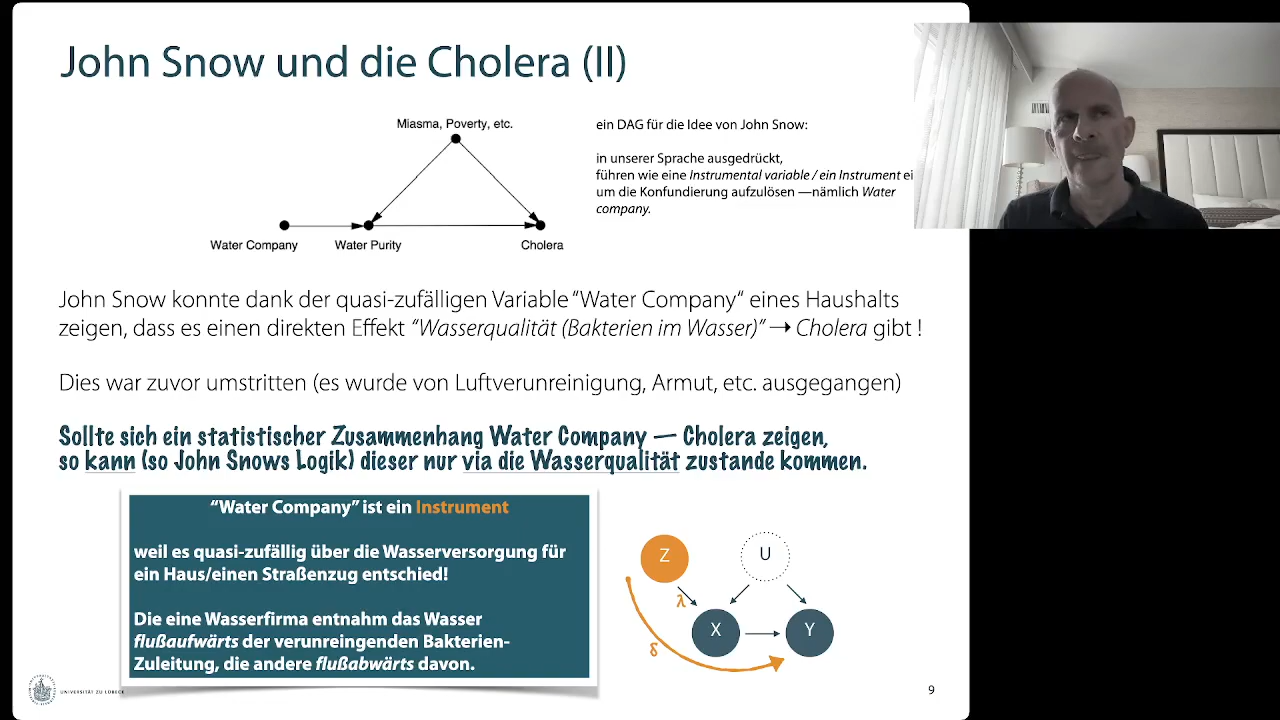 John Snow und die Cholera (II)
Miasma, Poverty, etc.
Water Company
Water Purity
Cholera
ein DAG für die Idee von John Snow:
in unserer Sprache ausgedrückt,
führen wie eine Instrumental variable / ein Instrument ei
um die Konfundierung aufzulösen —nämlich Water
company.
John Snow konnte dank der quasi-zufälligen Variable “Water Company“ eines Haushalts
zeigen, dass es einen direkten Effekt “Wasserqualität (Bakterien im Wasser)” → Cholera gibt !
Dies war zuvor umstritten (es wurde von Luftverunreinigung, Armut, etc. ausgegangen)
Sollte sich ein statistischer Zusammenhang Water Company — Cholera zeigen,
so kann (so John Snows Logik) dieser nur via die Wasserqualität zustande kommen.
“Water Company” ist ein Instrument
weil es quasi-zufällig über die Wasserversorgung für
ein Haus/einen Straßenzug entschied!
Die eine Wasserfirma entnahm das Wasser
flußaufwärts der verunreingenden Bakterien-
Zuleitung, die andere flußabwärts davon.
Z
U
λ
X
Y
δ
UNIVERSITÄT ZU LÜBECK
9